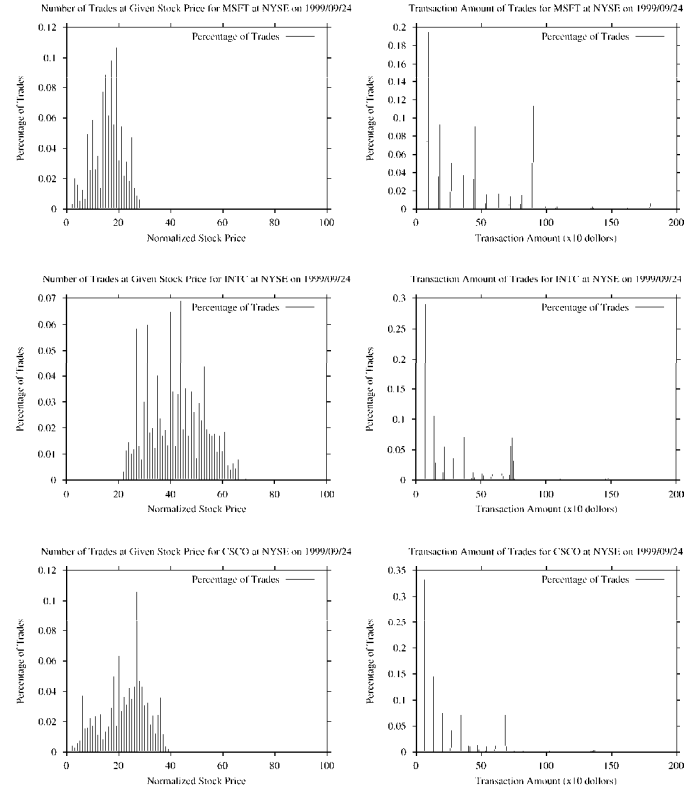 Number of Trades at Given Stock Price for MSFT at NYSE on 1999/09/24
0.12
0.1
0.08
0.06
0.04
0.02
0
Percentage of Trades
Percentage of Trades
0 20 40 60 80 100
Normalized Stock Price
Transaction Amount of Trades for MSFT at NYSE on 1999/09/24
0.2
0.18
0.16
0.14
0.12
0.1
0.08
0.06
0.04
0.02
0
Percentage of Trades
Percentage of Trades
0 50 100 150 200
Transaction Amount (x10 dollors)
Number of Trades at Given Stock Price for INTC at NYSE on 1999/09/24
0.07
0.06
0.05
0.04
0.03
0.02
0.01
0
Percentage of Trades
Percentage of Trades
0 20 40 60 80 100
Normalized Stock Price
Transaction Amount of Trades for INTC at NYSE on 1999/09/24
0.3
0.25
0.2
0.15
0.1
0.05
0
Percentage of Trades
Percentage of Trades
0 50 100 150 200
Transaction Amount (x10 dollors)
Number of Trades at Given Stock Price for CSCO at NYSE on 1999/09/24
0.12
0.1
0.08
0.06
0.04
0.02
0
Percentage of Trades
Percentage of Trades
0 20 40 60 80 100
Normalized Stock Price
Transaction Amount of Trades for CSCO at NYSE on 1999/09/24
0.35
0.3
0.25
0.2
0.15
0.1
0.05
0
Percentage of Trades
Percentage of Trades
0 50 100 150 200
Transaction Amount (x10 dollors)